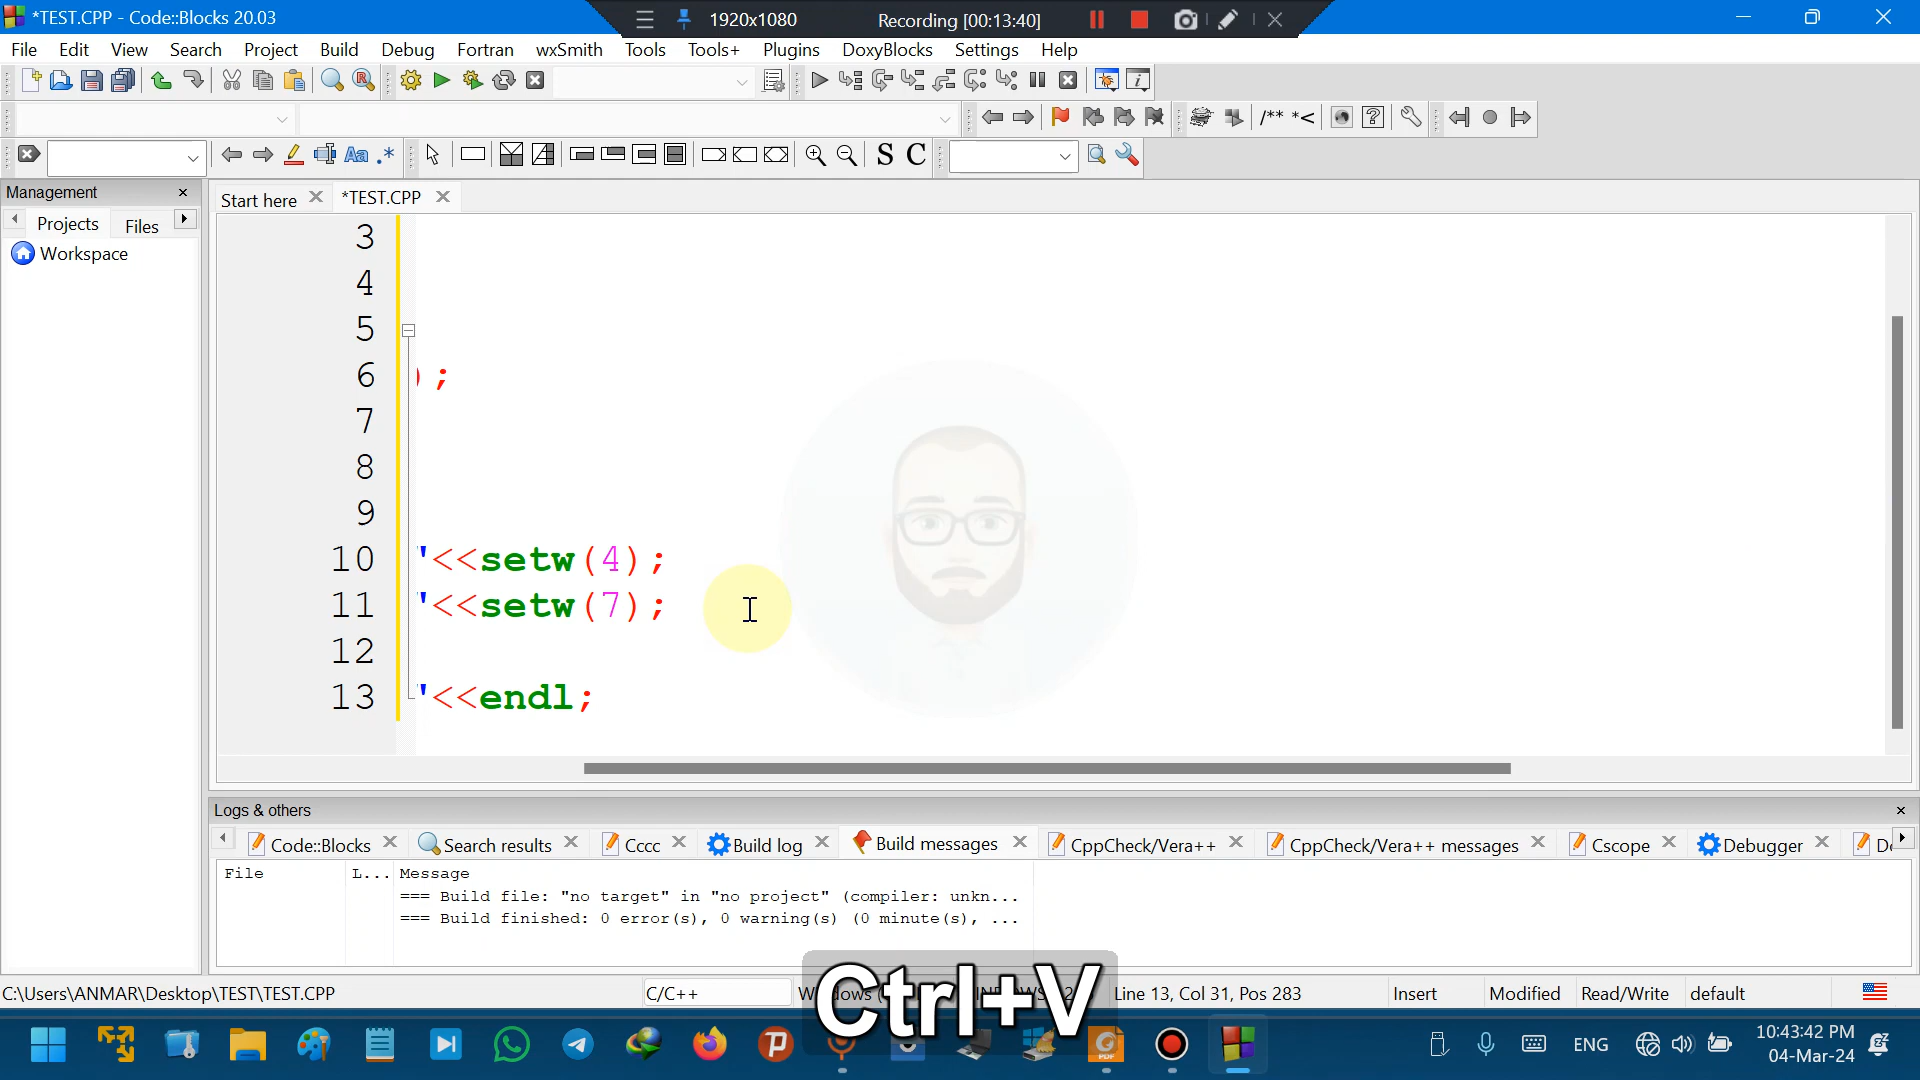 *TEST.CPP - Code::Blocks 20.03
1920x1080
Recording [00:13:40]
File Edit View Search Project Build Debug Fortran wxSmith Tools Tools+ Plugins DoxyBlocks Settings Help
/** *<
Aa .*
S C
Management
Projects Files
Workspace
Start here *TEST.CPP
3
4
5
6 );
7
8
9
10 "<<setw(4);
11 "<<setw(7);
12
13 "<<endl;
Logs & others
Code::Blocks Search results Cccc Build log Build messages CppCheck/Vera++ CppCheck/Vera++ messages Cscope Debugger
File L... Message
=== Build file: "no target" in "no project" (compiler: unkn...
=== Build finished: 0 error(s), 0 warning(s) (0 minute(s), ...
Ctrl+V
C:\Users\ANMAR\Desktop\TEST\TEST.CPP C/C++ Line 13, Col 31, Pos 283 Insert Modified Read/Write default
ENG
10:43:42 PM
04-Mar-24